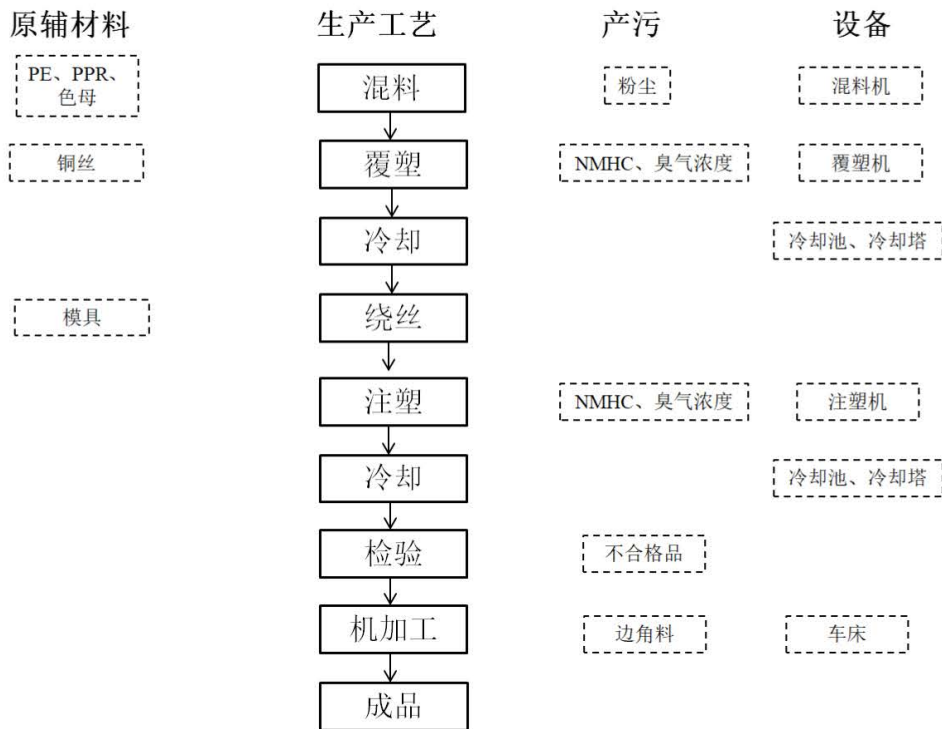 原辅材料 生产工艺 产污 设备
PE、PPR、
色母
混料 粉尘 混料机
铜丝 覆塑 NMHC、臭气浓度 覆塑机
冷却 冷却池、冷却塔
模具 绕丝
注塑 NMHC、臭气浓度 注塑机
冷却 冷却池、冷却塔
检验 不合格品
机加工 边角料 车床
成品